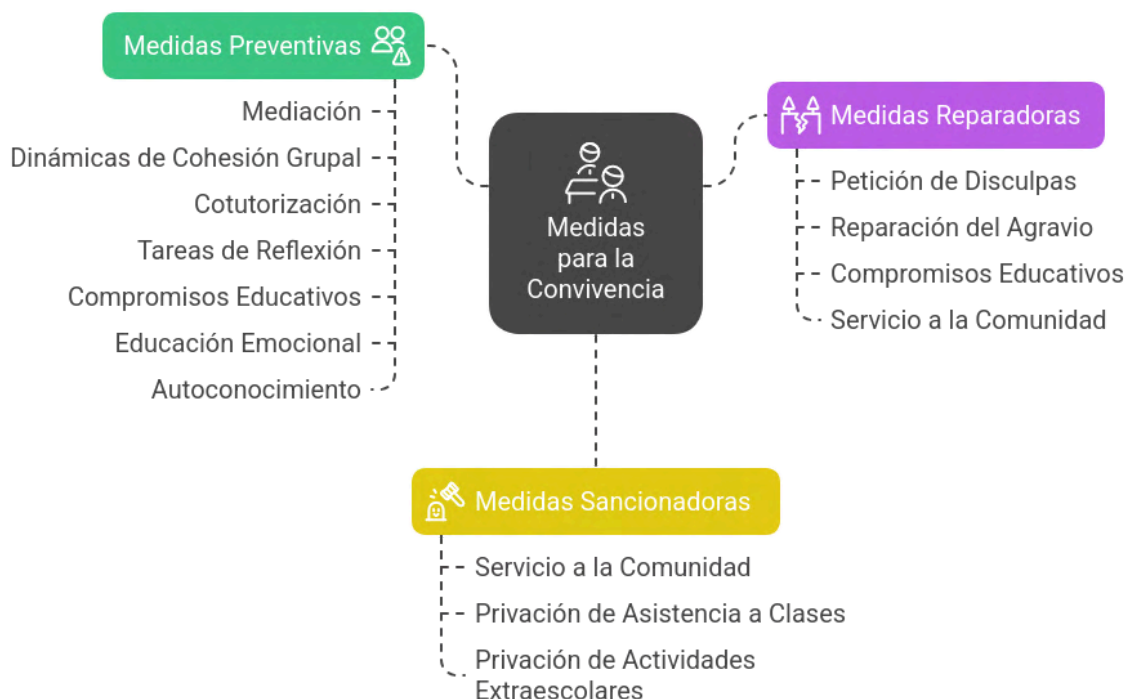 Medidas Preventivas
Mediación
Dinámicas de Cohesión Grupal
Cotutorización
Tareas de Reflexión
Compromisos Educativos
Educación Emocional
Autoconocimiento
Medidas
para la
Convivencia
Medidas Reparadoras
Petición de Disculpas
Reparación del Agravio
Compromisos Educativos
Servicio a la Comunidad
Medidas Sancionadoras
Servicio a la Comunidad
Privación de Asistencia a Clases
Privación de Actividades
Extraescolares